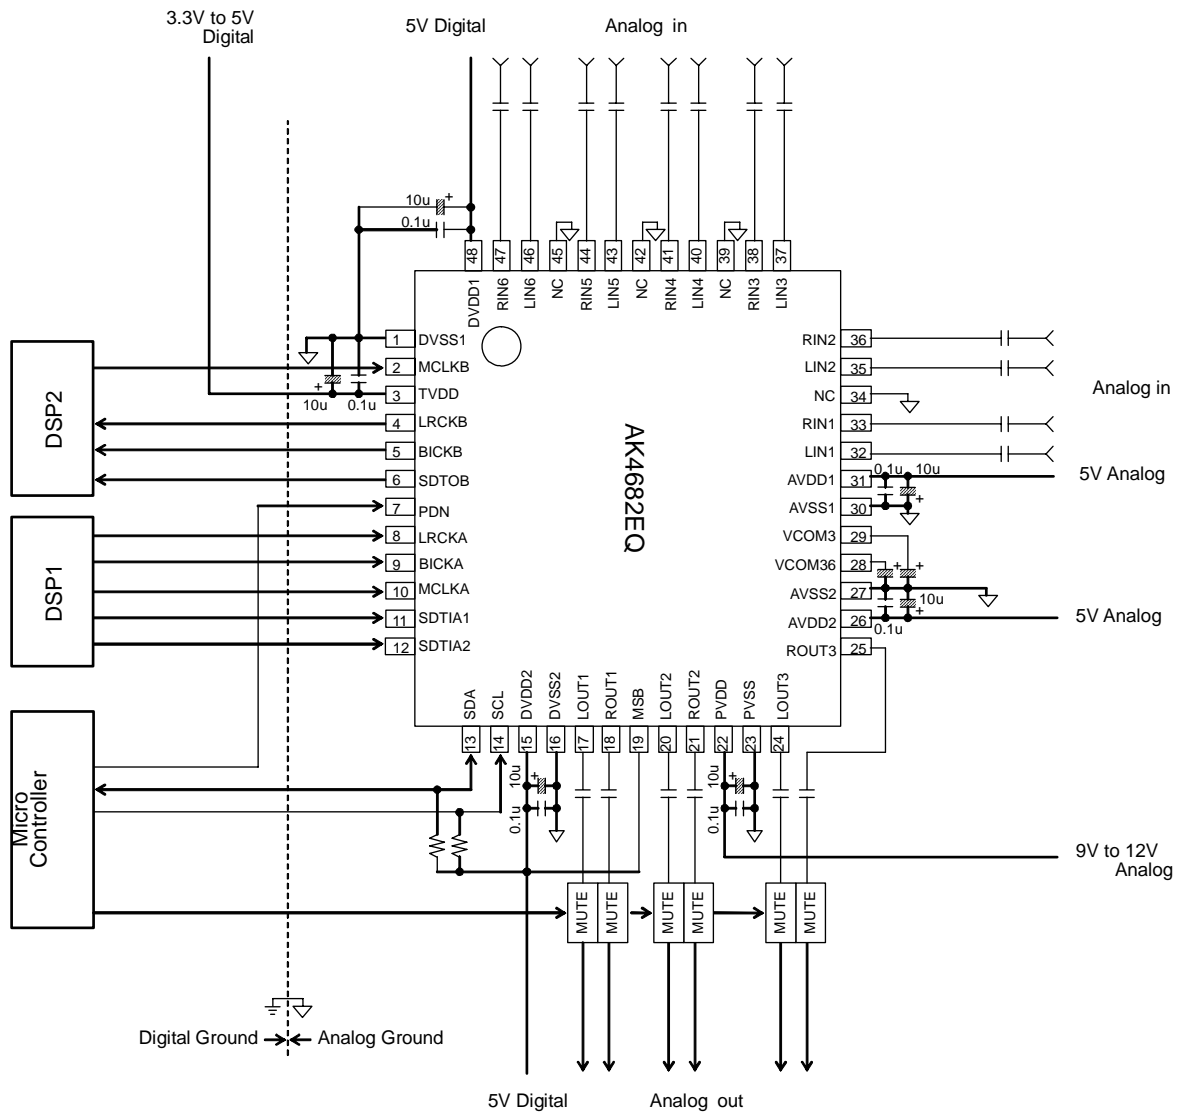 3.3V to 5V
Digital
5V Digital
Analog in
10u
+
0.1u
48
47
46
45
44
43
42
41
40
39
38
37
DVDD1
RIN6
LIN6
NC
RIN5
LIN5
NC
RIN4
LIN4
NC
RIN3
LIN3
DSP2
DSP1
Micro
Controller
1 DVSS1
2 MCLKB
3 TVDD
+
10u
0.1u
4 LRCKB
5 BICKB
6 SDTOB
7 PDN
8 LRCKA
9 BICKA
10 MCLKA
11 SDTIA1
12 SDTIA2
AK4682EQ
RIN2 36
LIN2 35
NC 34
RIN1 33
LIN1 32
AVDD1 31
AVSS1 30
VCOM3 29
VCOM36 28
AVSS2 27
AVDD2 26
ROUT3 25
Analog in
0.1u
10u
+
5V Analog
+
+
10u
+
0.1u
5V Analog
SDA
SCL
DVDD2
DVSS2
LOUT1
ROUT1
MSB
LOUT2
ROUT2
PVDD
PVSS
LOUT3
13
14
15
16
17
18
19
20
21
22
23
24
10u
+
0.1u
10u
+
0.1u
9V to 12V
Analog
MUTE
MUTE
MUTE
MUTE
MUTE
MUTE
Digital Ground
Analog Ground
5V Digital
Analog out